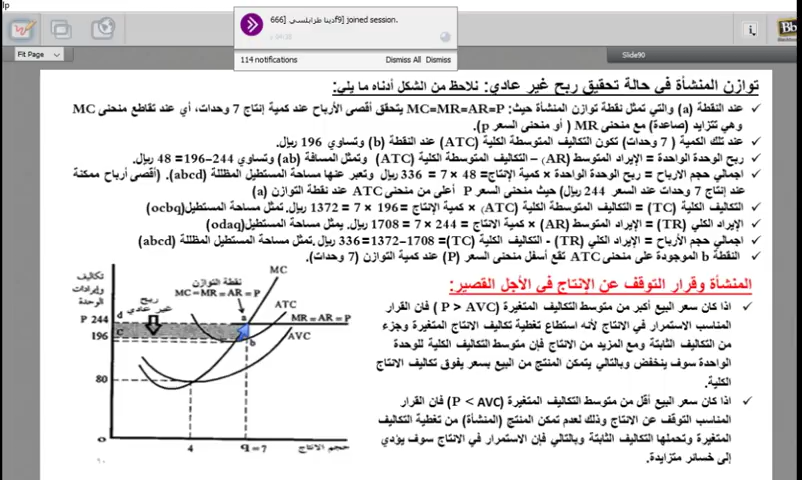 lp
666] دينا طرابلسي f9] joined session.
114 notifications
Dismiss All
Dismiss
Fit Page
Slide90
Bb
توازن المنشأة في حالة تحقيق ربح غير عادي: نلاحظ من الشكل أدناه ما يلي:
✓ عند النقطة (a) والتي تمثل نقطة توازن المنشأة حيث: MC=MR=AR=P يتحقق أقصى الأرباح عند كمية إنتاج 7 وحدات، أي عند تقاطع منحنى MC
وهي تتزايد (صاعدة) مع منحنى MR ( أو منحنى السعر p).
✓ عند تلك الكمية ( 7 وحدات) تكون التكاليف المتوسطة الكلية (ATC) عند النقطة (b) وتساوي 196 ريال.
✓ ربح الوحدة الواحدة = الإيراد المتوسط (AR) – التكاليف المتوسطة الكلية (ATC) وتمثل المسافة (ab) وتساوي 244-196= 48 ريال.
✓ اجمالي حجم الارباح = ربح الوحدة الواحدة × كمية الإنتاج= 48 × 7 = 336 ريال وتعبر عنها مساحة المستطيل المظللة (abcd). (أقصى أرباح ممكنة
عند إنتاج 7 وحدات عند السعر 244 ريال) حيث منحنى السعر P أعلى من منحنى ATC عند نقطة التوازن (a)
✓ التكاليف الكلية (TC) = التكاليف المتوسطة الكلية (ATC) × كمية الإنتاج = 196 × 7 = 1372 ريال. تمثل مساحة المستطيل(ocbq)
✓ الإيراد الكلي (TR) = الإيراد المتوسط (AR) × كمية الانتاج = 244 × 7 = 1708 ريال. يمثل مساحة المستطيل(odaq)
✓ اجمالي حجم الأرباح = الإيراد الكلي (TR) - التكاليف الكلية (TC) =1708–1372=336 ريال .تمثل مساحة المستطيل المظللة (abcd)
✓ النقطة b الموجودة على منحنى ATC تقع أسفل منحنى السعر (P) عند كمية التوازن (7 وحدات).
المنشأة وقرار التوقف عن الانتاج في الأجل القصير:
✓ اذا كان سعر البيع أكبر من متوسط التكاليف المتغيرة (P > AVC ) فان القرار
المناسب الاستمرار في الانتاج لأنه استطاع تغطية تكاليف الانتاج المتغيرة وجزء
من التكاليف الثابتة ومع المزيد من الانتاج فإن متوسط التكاليف الكلية للوحدة
الواحدة سوف ينخفض وبالتالي يتمكن المنتج من البيع بسعر يفوق تكاليف الانتاج
الكلية.
✓ اذا كان سعر البيع أقل من متوسط التكاليف المتغيرة (P < AVC ) فان القرار
المناسب التوقف عن الانتاج وذلك لعدم تمكن المنتج (المنشأة) من تغطية التكاليف
المتغيرة وتحملها التكاليف الثابتة وبالتالي فإن الاستمرار في الانتاج سوف يؤدي
إلى خسائر متزايدة.
تكاليف
وإيرادات
الوحدة
P 244
196
80
o
d
c
ربح
غير عادي
نقطة التوازن
MC = MR = AR = P
a
b
MC
ATC
MR = AR = P
AVC
4
q = 7
حجم الإنتاج